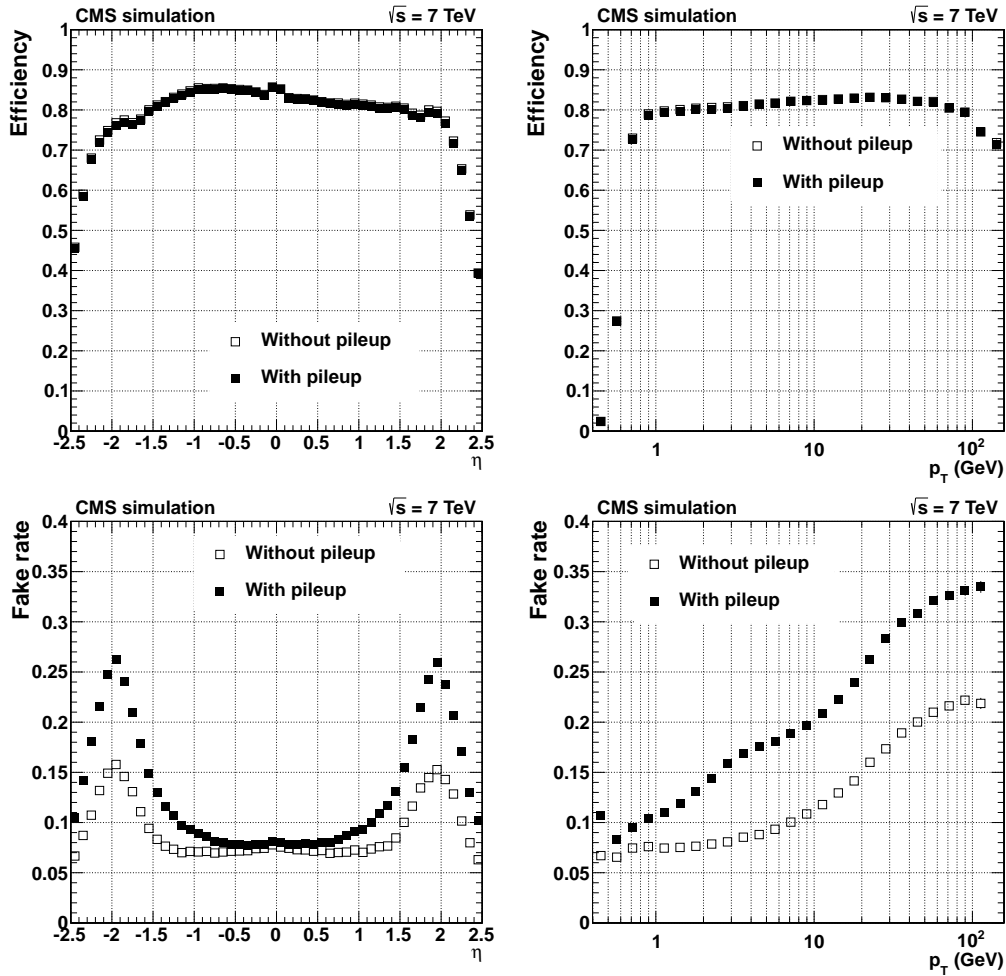 CMS simulation √s = 7 TeV
Efficiency
1
0.9
0.8
0.7
0.6
0.5
0.4
0.3
0.2
0.1
0
Without pileup
With pileup
-2.5 -2 -1.5 -1 -0.5 0 0.5 1 1.5 2 2.5
η
CMS simulation √s = 7 TeV
Efficiency
1
0.9
0.8
0.7
0.6
0.5
0.4
0.3
0.2
0.1
0
Without pileup
With pileup
1 10 10²
p_T (GeV)
CMS simulation √s = 7 TeV
Fake rate
0.4
0.35
0.3
0.25
0.2
0.15
0.1
0.05
0
Without pileup
With pileup
-2.5 -2 -1.5 -1 -0.5 0 0.5 1 1.5 2 2.5
η
CMS simulation √s = 7 TeV
Fake rate
0.4
0.35
0.3
0.25
0.2
0.15
0.1
0.05
0
Without pileup
With pileup
1 10 10²
p_T (GeV)